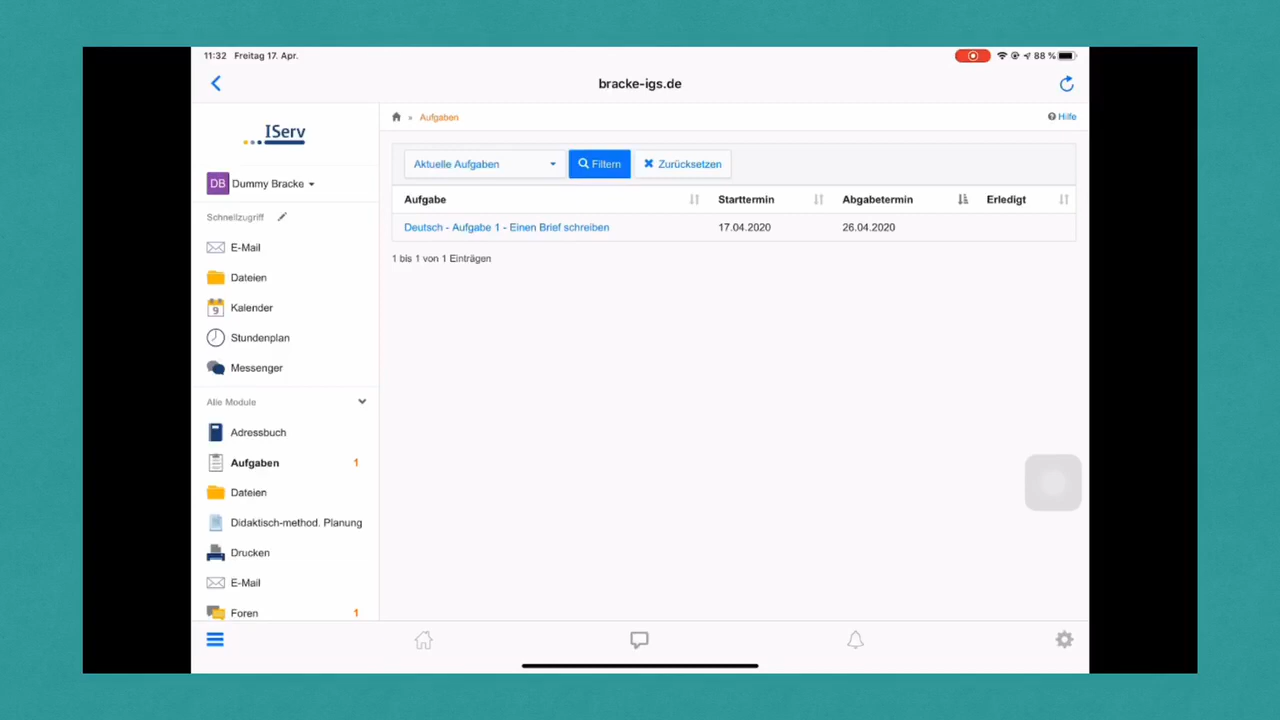 11:32 Freitag 17. Apr.
88 %
bracke-igs.de
IServ
» Aufgaben
Hilfe
DB Dummy Bracke
Schnellzugriff
E-Mail
Dateien
9 Kalender
Stundenplan
Messenger
Alle Module
Adressbuch
Aufgaben 1
Dateien
Didaktisch-method. Planung
Drucken
E-Mail
Foren 1
Aktuelle Aufgaben Filtern Zurücksetzen
Aufgabe Starttermin Abgabetermin Erledigt
Deutsch - Aufgabe 1 - Einen Brief schreiben 17.04.2020 26.04.2020
1 bis 1 von 1 Einträgen